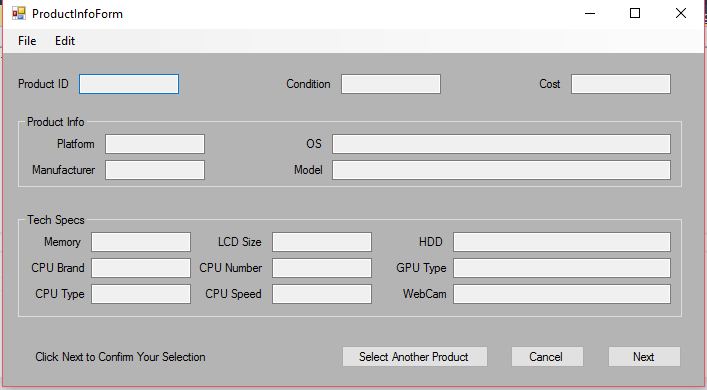 ProductInfoForm
File Edit
Product ID Condition Cost
Product Info
Platform OS
Manufacturer Model
Tech Specs
Memory LCD Size HDD
CPU Brand CPU Number GPU Type
CPU Type CPU Speed WebCam
Click Next to Confirm Your Selection Select Another Product Cancel Next